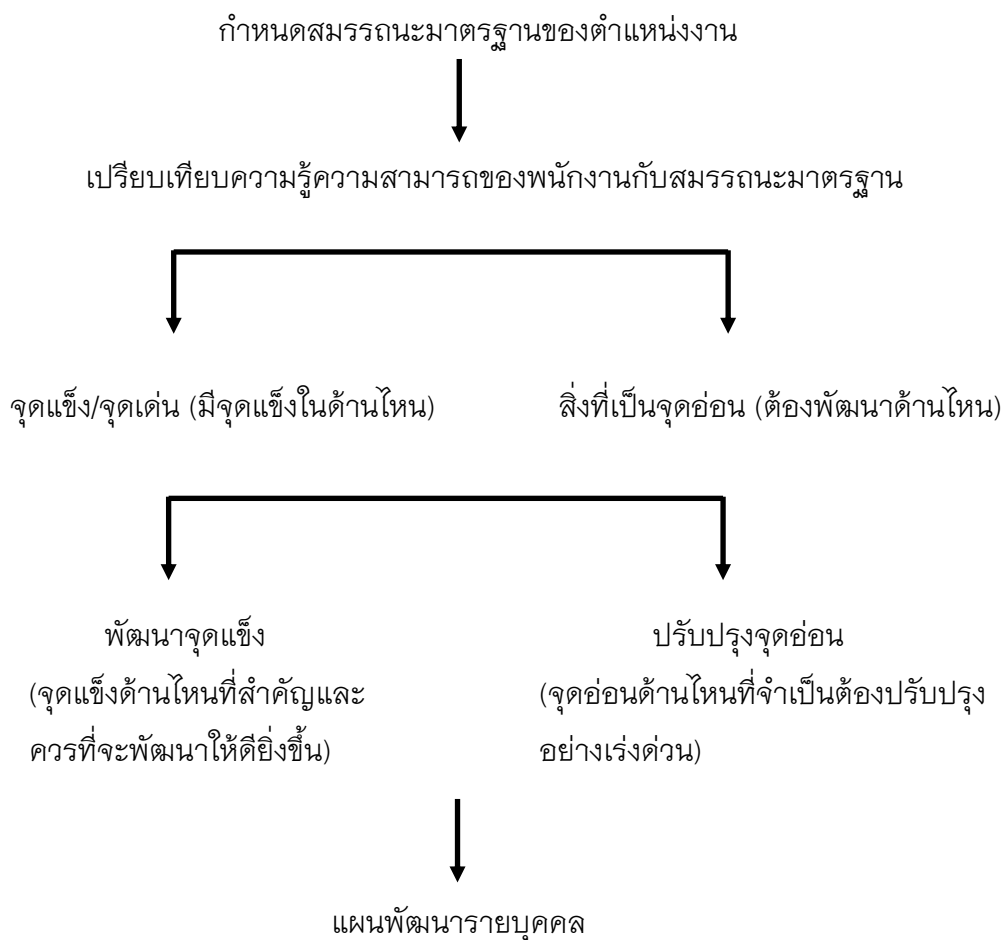 กำหนดสมรรถนะมาตรฐานของตำแหน่งงาน
เปรียบเทียบความรู้ความสามารถของพนักงานกับสมรรถนะมาตรฐาน
จุดแข็ง/จุดเด่น (มีจุดแข็งในด้านไหน)
สิ่งที่เป็นจุดอ่อน (ต้องพัฒนาด้านไหน)
พัฒนาจุดแข็ง
(จุดแข็งด้านไหนที่สำคัญและ
ควรที่จะพัฒนาให้ดียิ่งขึ้น)
ปรับปรุงจุดอ่อน
(จุดอ่อนด้านไหนที่จำเป็นต้องปรับปรุง
อย่างเร่งด่วน)
แผนพัฒนารายบุคคล